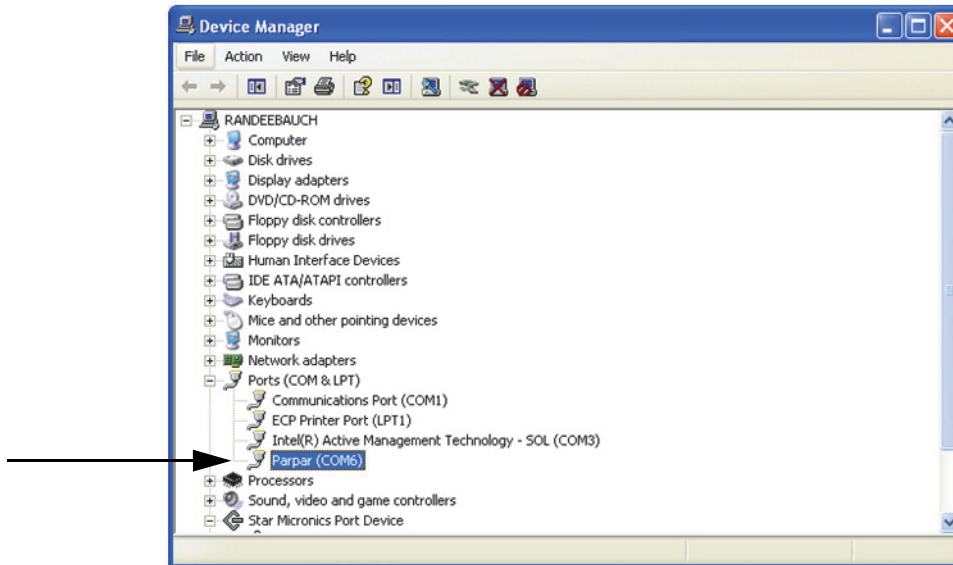 Device Manager
File Action View Help
RANDEEBAUCH
Computer
Disk drives
Display adapters
DVD/CD-ROM drives
Floppy disk controllers
Floppy disk drives
Human Interface Devices
IDE ATA/ATAPI controllers
Keyboards
Mice and other pointing devices
Monitors
Network adapters
Ports (COM & LPT)
Communications Port (COM1)
ECP Printer Port (LPT1)
Intel(R) Active Management Technology - SOL (COM3)
Parpar (COM6)
Processors
Sound, video and game controllers
Star Micronics Port Device